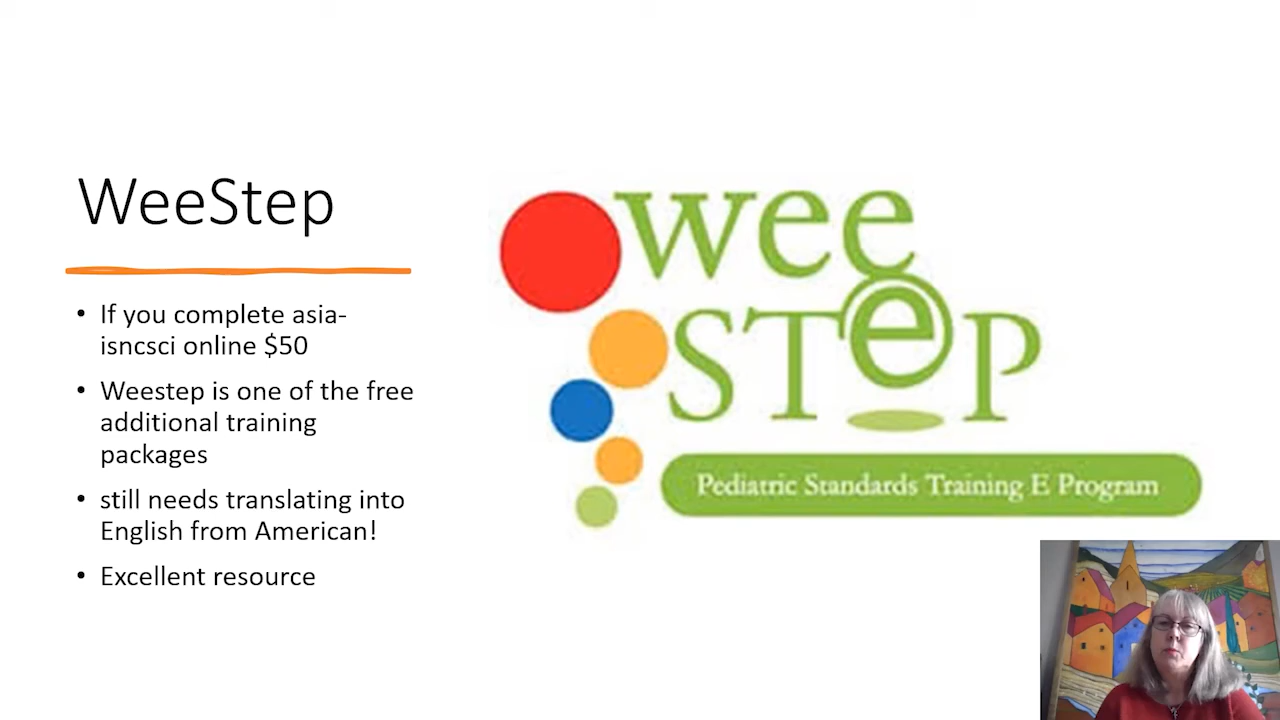 WeeStep
• If you complete asia-
isncsci online $50
• Weestep is one of the free
additional training
packages
• still needs translating into
English from American!
• Excellent resource
wee
STeP
Pediatric Standards Training E Program